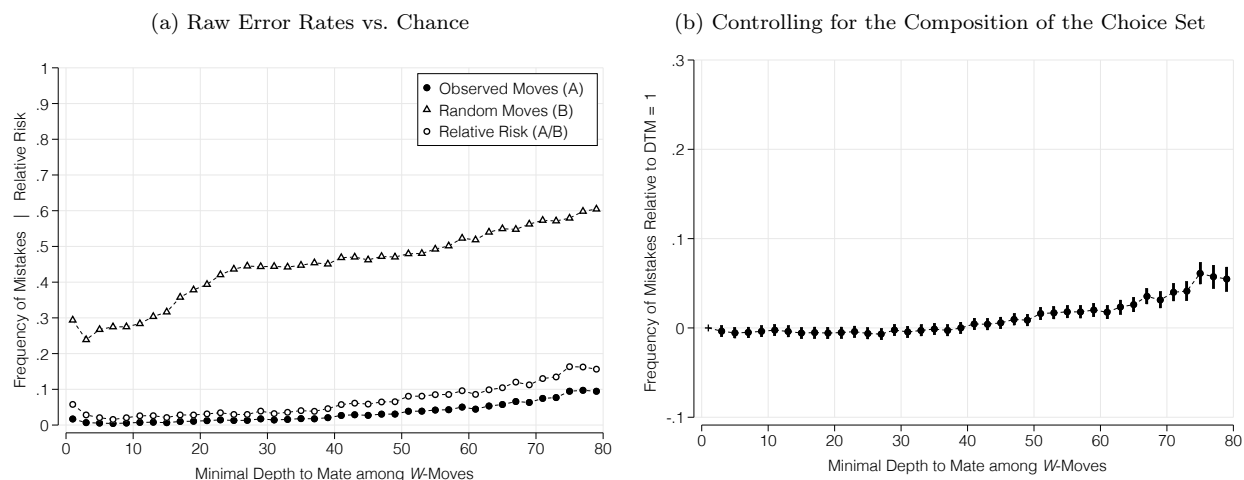 (a) Raw Error Rates vs. Chance
Frequency of Mistakes | Relative Risk
1
.9
.8
.7
.6
.5
.4
.3
.2
.1
0
Observed Moves (A)
Random Moves (B)
Relative Risk (A/B)
0 10 20 30 40 50 60 70 80
Minimal Depth to Mate among W-Moves
(b) Controlling for the Composition of the Choice Set
Frequency of Mistakes Relative to DTM = 1
.3
.2
.1
0
-.1
0 10 20 30 40 50 60 70 80
Minimal Depth to Mate among W-Moves